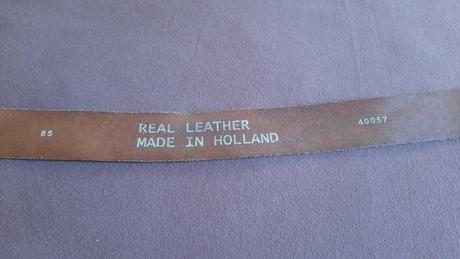 85
REAL LEATHER
MADE IN HOLLAND
40057